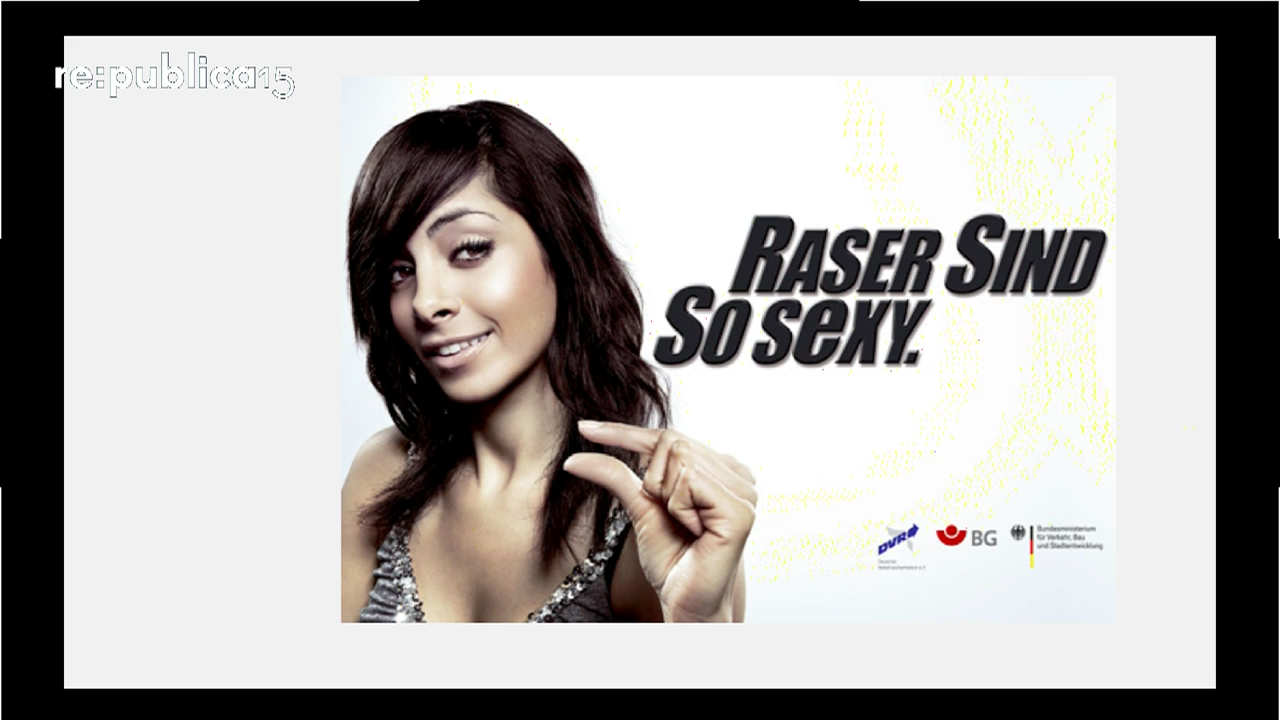 re:publica15
RASER SIND
SO SEXY.
DVR
BG
Bundesministerium
für Verkehr, Bau
und Stadtentwicklung